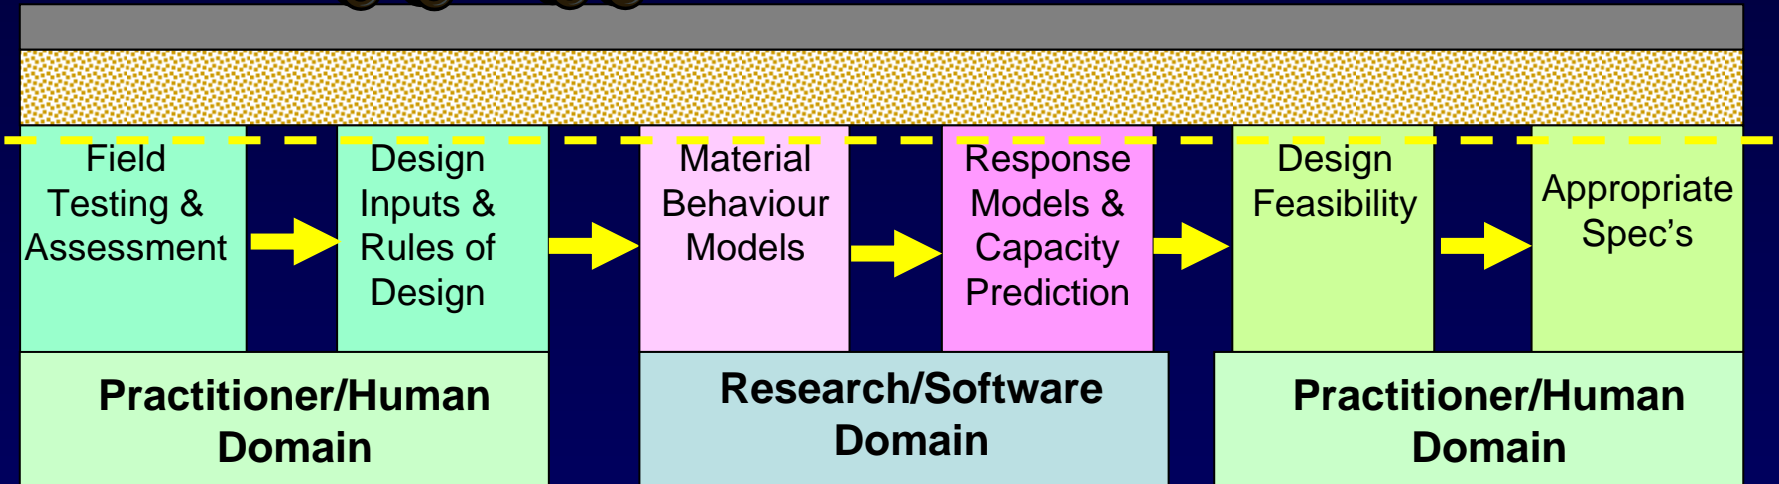 Field
Testing &
Assessment
Design
Inputs &
Rules of
Design
Material
Behaviour
Models
Response
Models &
Capacity
Prediction
Design
Feasibility
Appropriate
Spec's
Practitioner/Human
Domain
Research/Software
Domain
Practitioner/Human
Domain